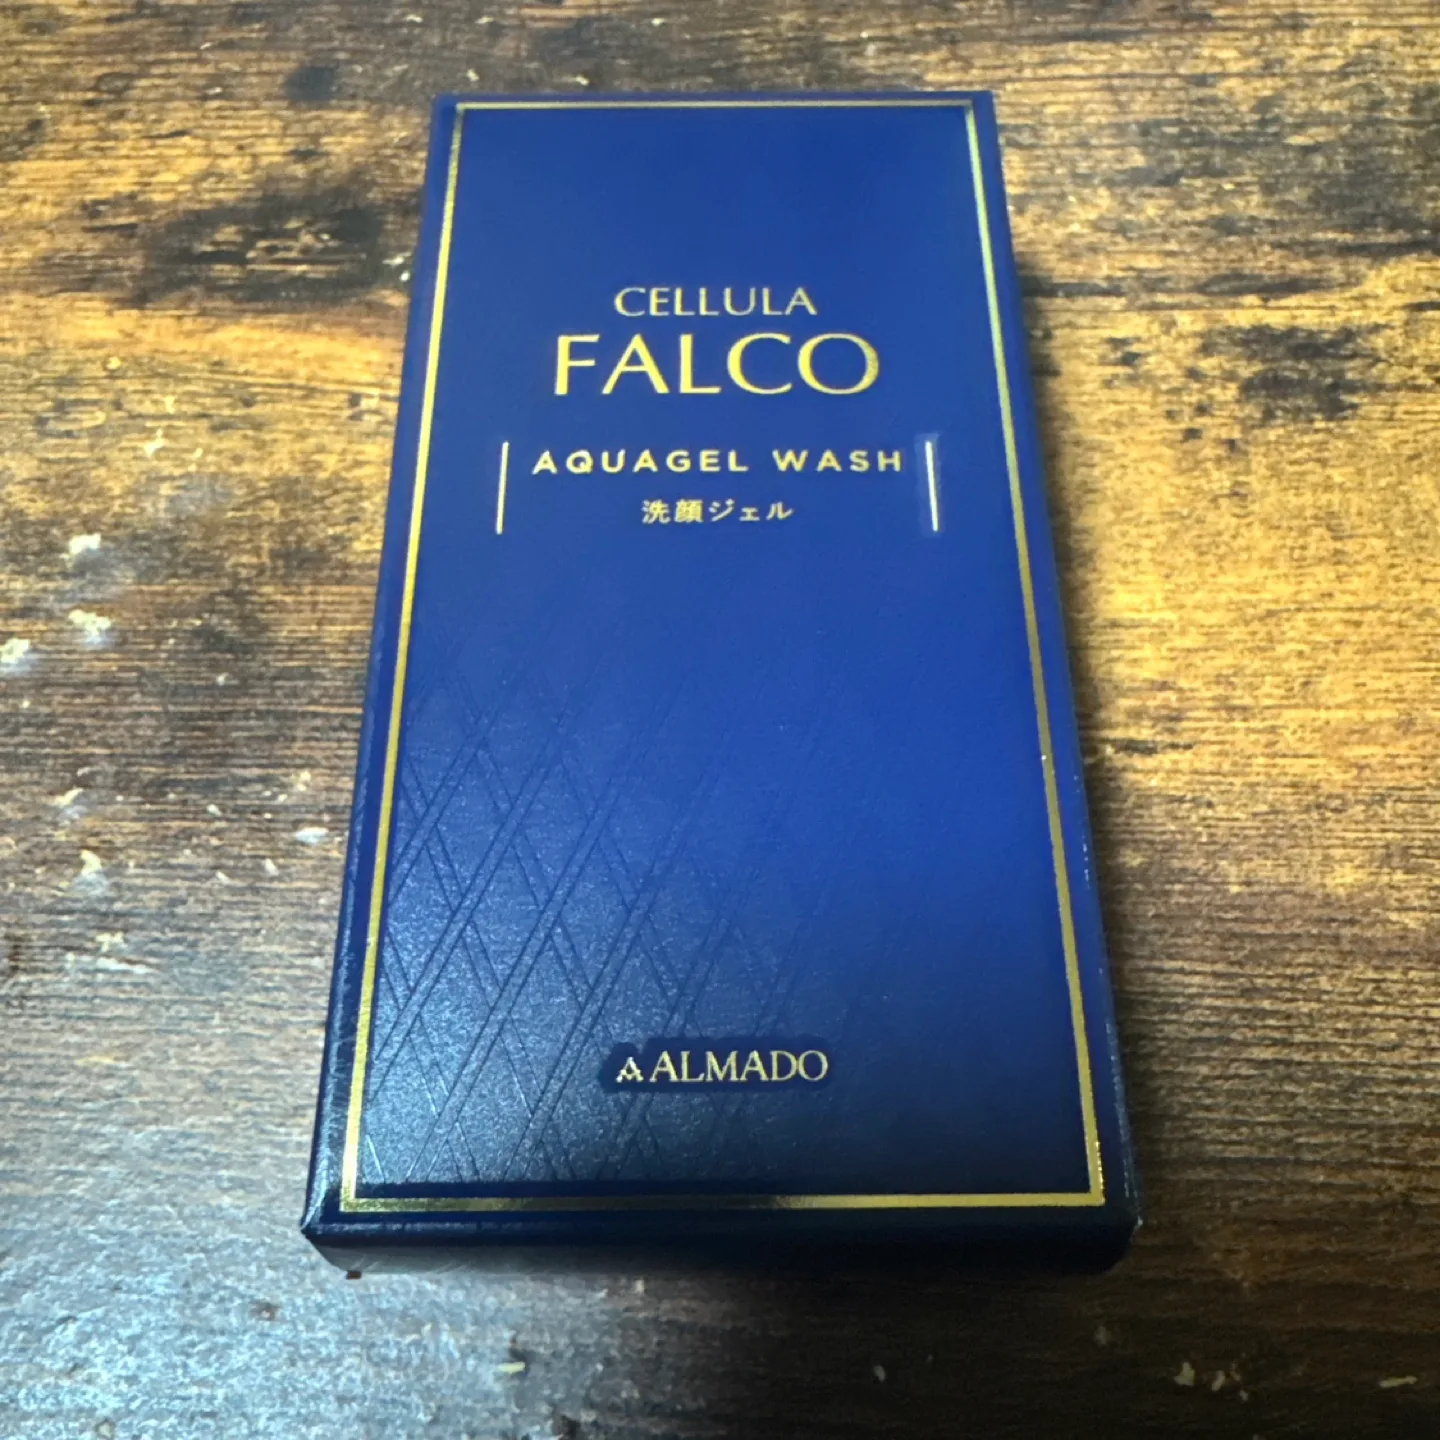 CELLULA
FALCO
AQUAGEL WASH
洗顔ジェル
ALMADO